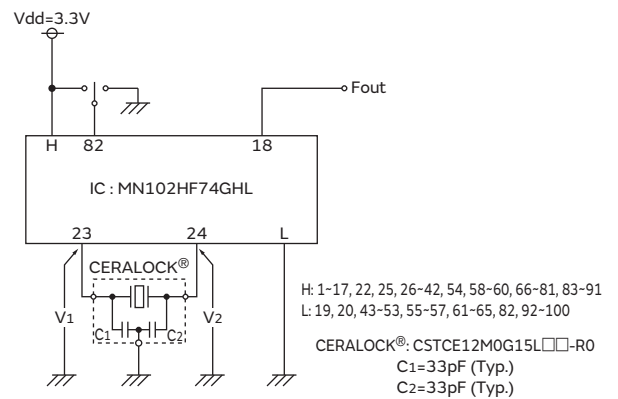 Vdd=3.3V
Fout
H 82 18
IC : MN102HF74GHL
23 24 L
CERALOCK®
V1 C1 C2 V2
H: 1~17, 22, 25, 26~42, 54, 58~60, 66~81, 83~91
L: 19, 20, 43~53, 55~57, 61~65, 82, 92~100
CERALOCK®: CSTCE12M0G15L□□-R0
C1=33pF (Typ.)
C2=33pF (Typ.)